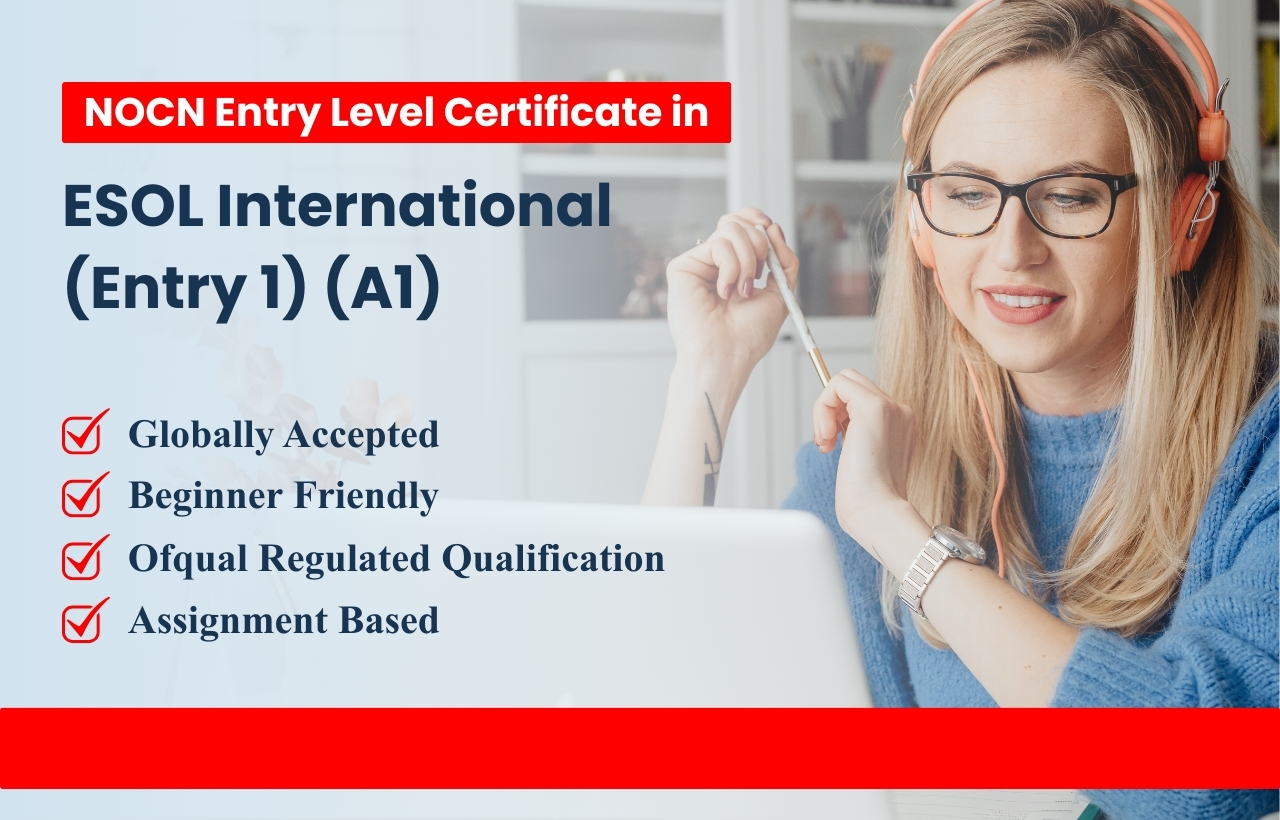 NOCN Entry Level Certificate in
ESOL International
(Entry 1) (A1)
Globally Accepted
Beginner Friendly
Ofqual Regulated Qualification
Assignment Based